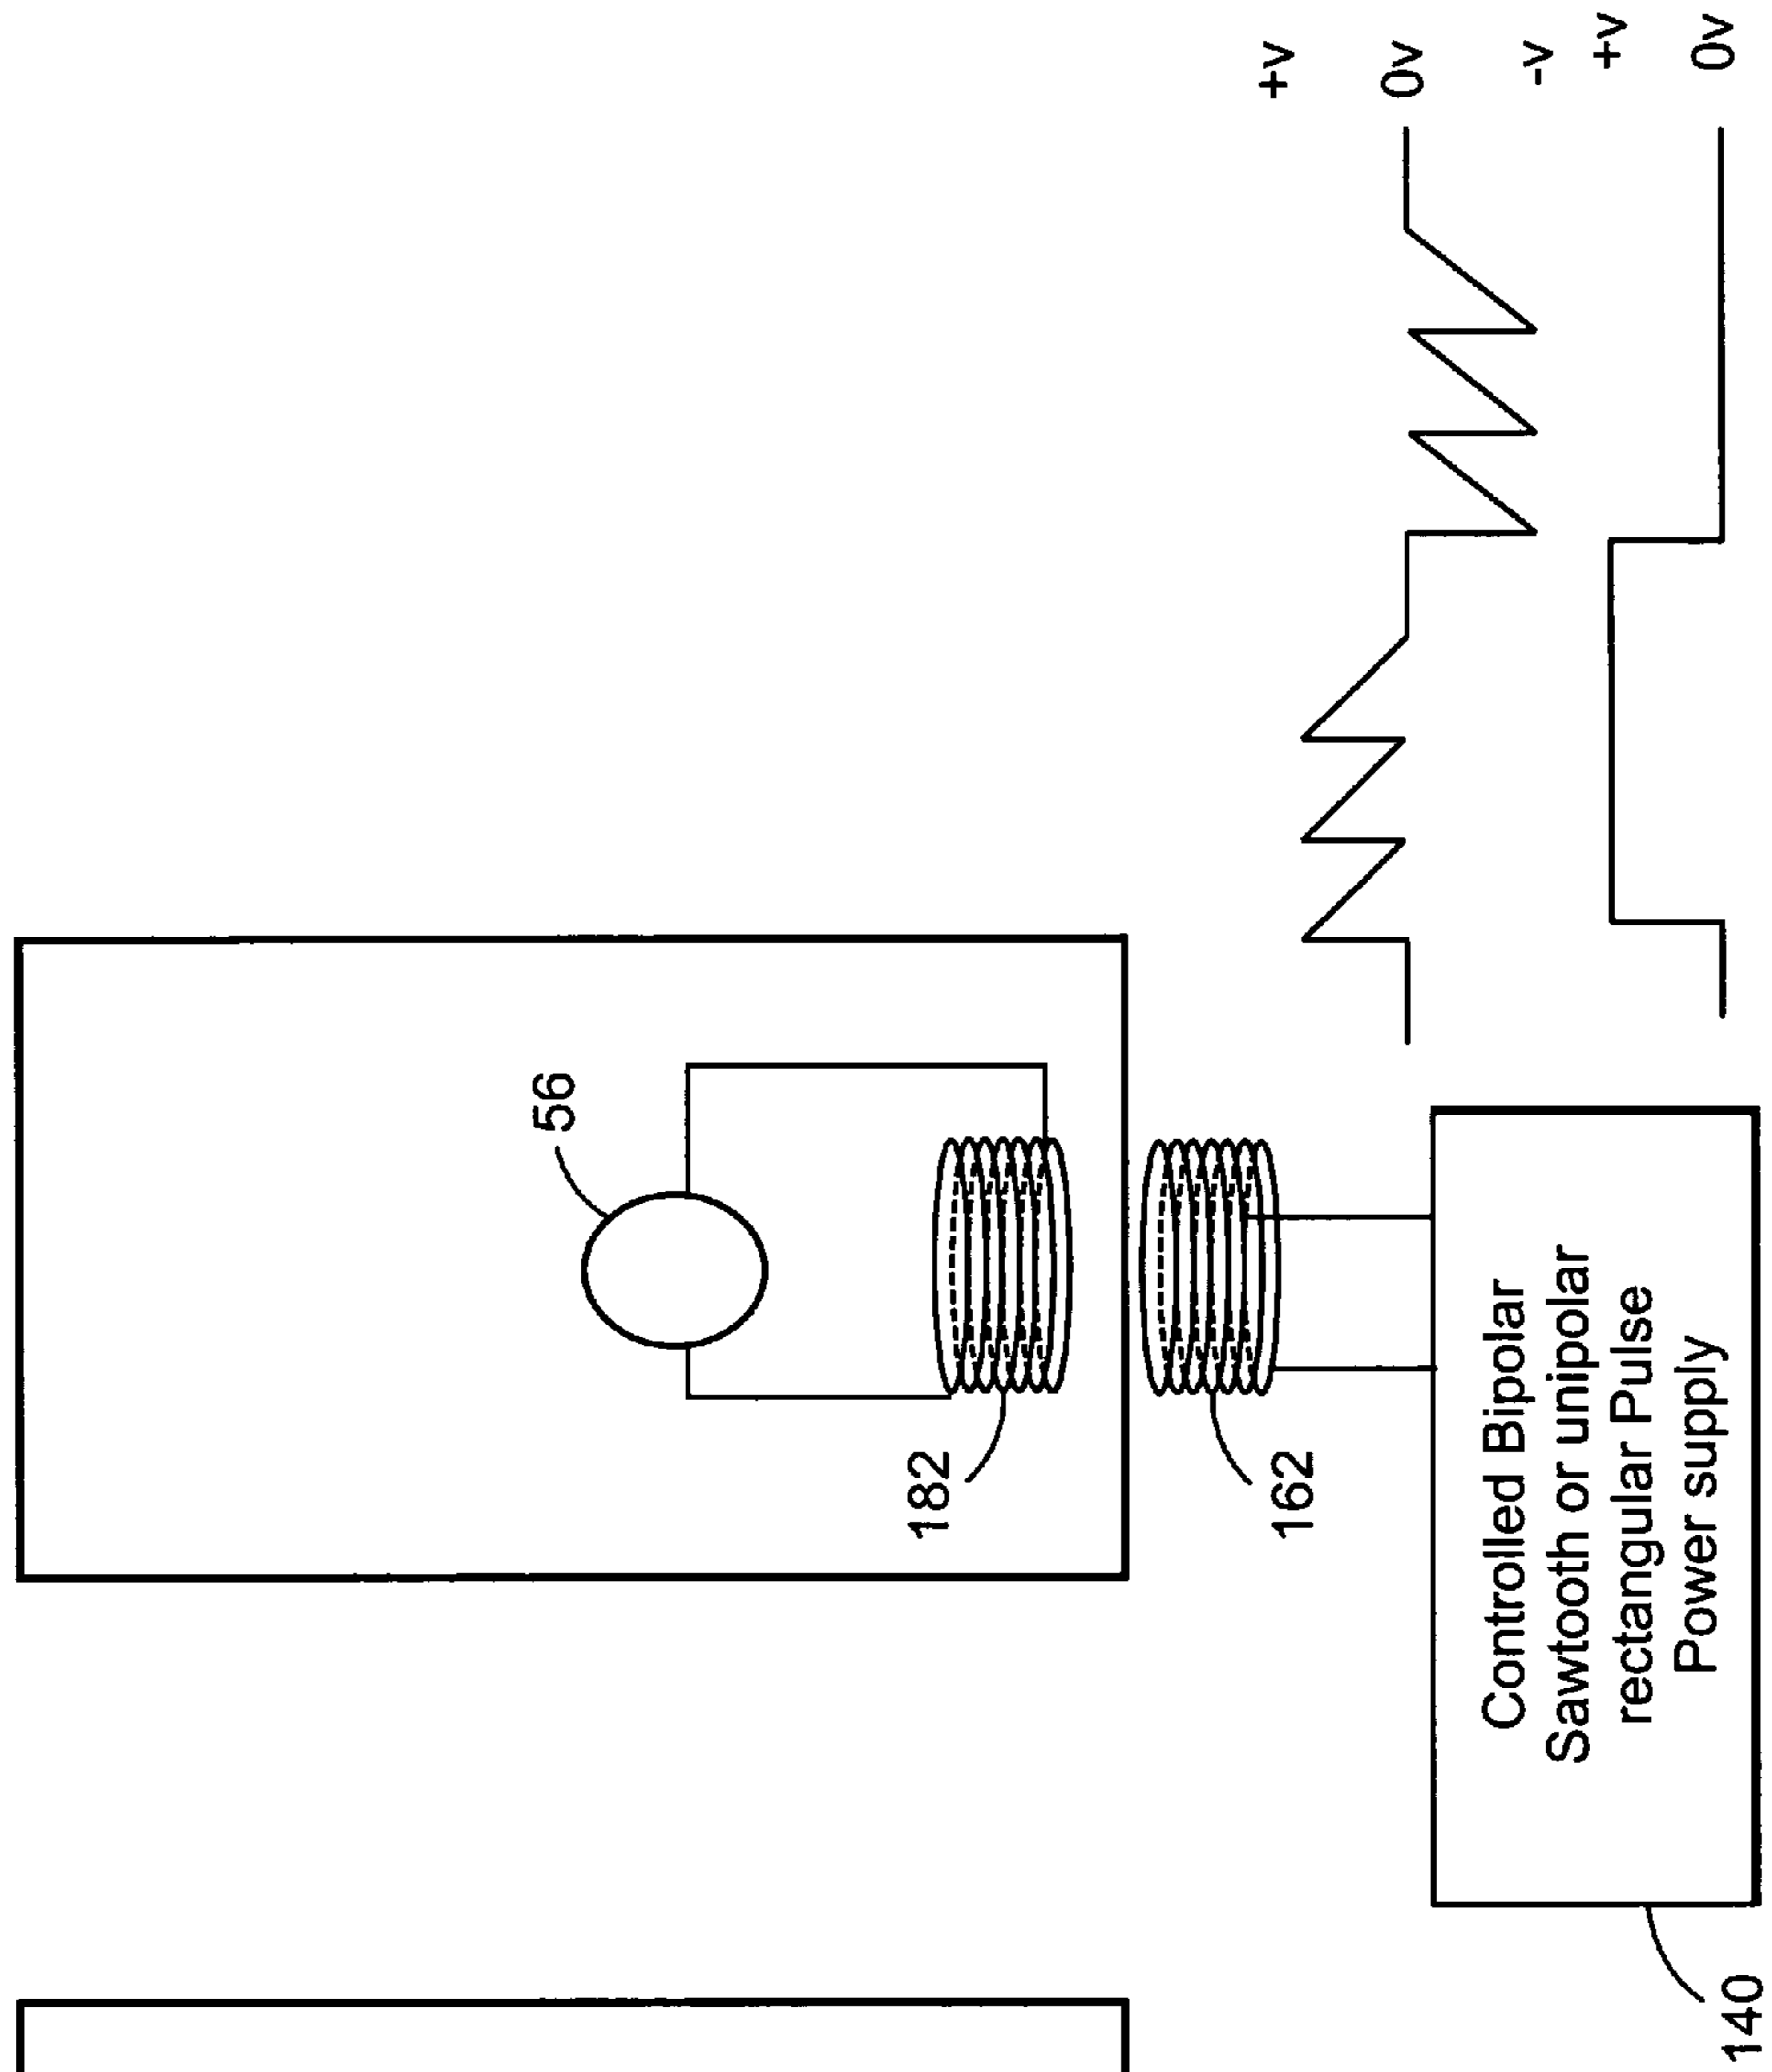 56
182
162
+v
0v
-v
+v
0v
Controlled Bipolar
Sawtooth or unipolar
rectangular Pulse
Power supply
140